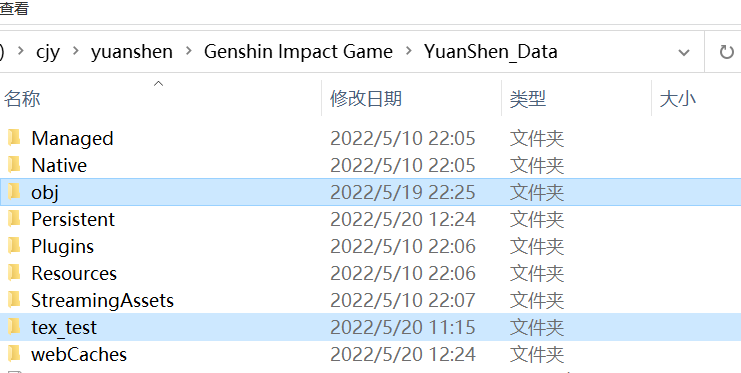 查看
) › cjy › yuanshen › Genshin Impact Game › YuanShen_Data
名称 修改日期 类型 大小
Managed 2022/5/10 22:05 文件夹
Native 2022/5/10 22:05 文件夹
obj 2022/5/19 22:25 文件夹
Persistent 2022/5/20 12:24 文件夹
Plugins 2022/5/10 22:06 文件夹
Resources 2022/5/10 22:06 文件夹
StreamingAssets 2022/5/10 22:07 文件夹
tex_test 2022/5/20 11:15 文件夹
webCaches 2022/5/20 12:24 文件夹